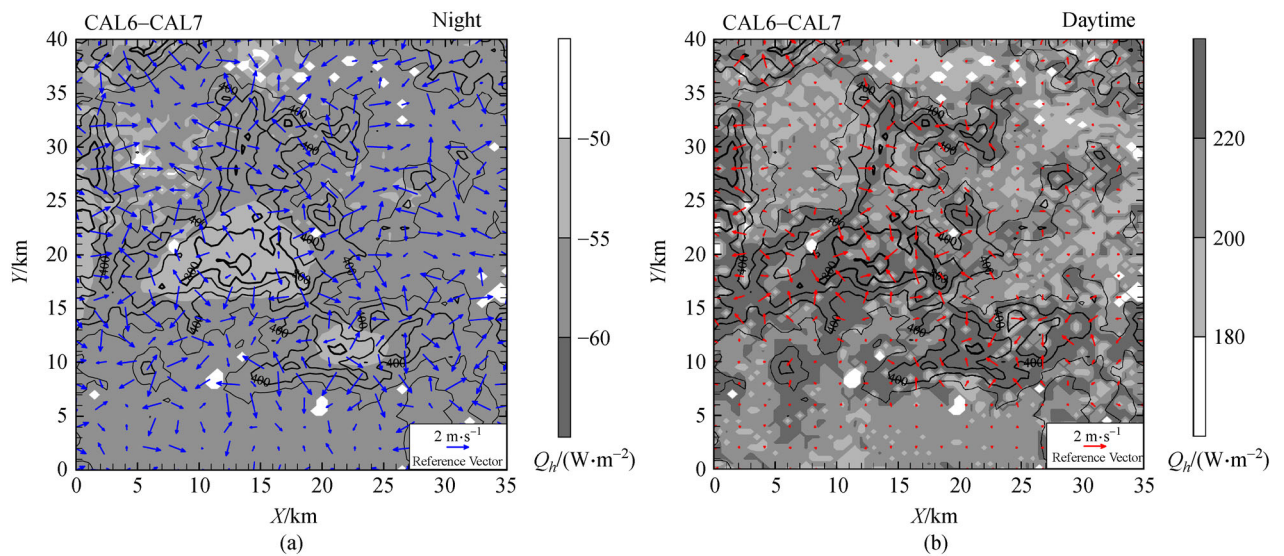 CAL6–CAL7 Night
40
35
30
25
20
15
10
5
0
Y/km
0 5 10 15 20 25 30 35
X/km
400
400
400
400
400
400
400
2 m·s⁻¹
Reference Vector
−50
−55
−60
Qₕ/(W·m⁻²)
(a)
CAL6–CAL7 Daytime
40
35
30
25
20
15
10
5
0
Y/km
0 5 10 15 20 25 30 35
X/km
400
400
400
400
400
400
400
2 m·s⁻¹
Reference Vector
220
200
180
Qₕ/(W·m⁻²)
(b)